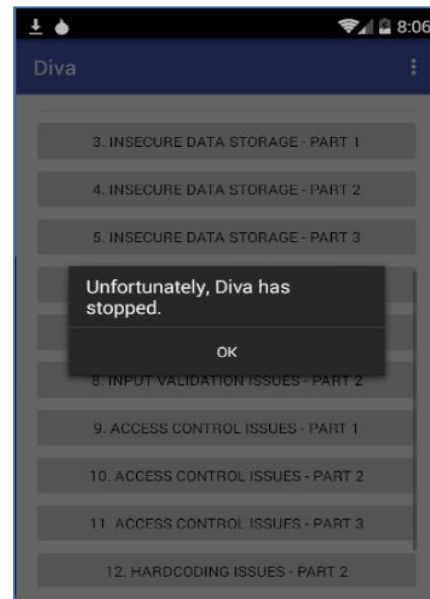 8:06
Diva
3. INSECURE DATA STORAGE - PART 1
4. INSECURE DATA STORAGE - PART 2
5. INSECURE DATA STORAGE - PART 3
Unfortunately, Diva has
stopped.
OK
8. INPUT VALIDATION ISSUES - PART 2
9. ACCESS CONTROL ISSUES - PART 1
10. ACCESS CONTROL ISSUES - PART 2
11. ACCESS CONTROL ISSUES - PART 3
12. HARDCODING ISSUES - PART 2